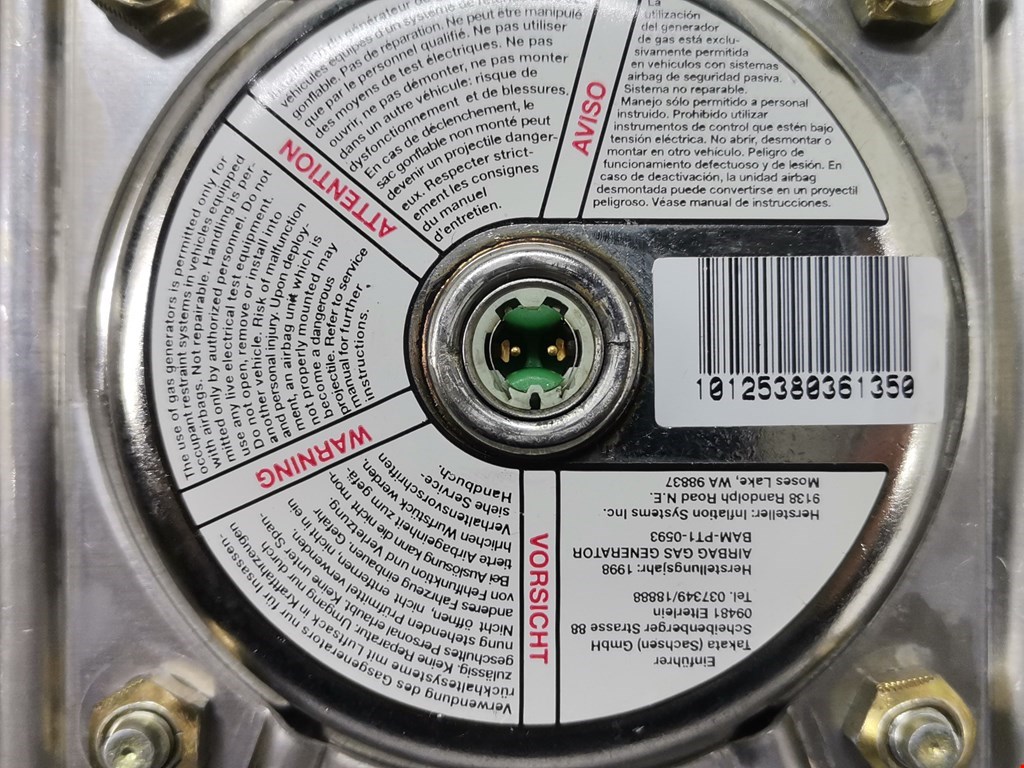 véhicules équipés d'un système de
gonflable. Pas de réparation. Ne peut être manipulé
que par le personnel qualifié. Ne pas utiliser
des moyens de test électriques. Ne pas
ouvrir, ne pas démonter, ne pas monter
dans un autre véhicule: risque de
dysfonctionnement et de blessures.
En cas de déclenchement, le
sac gonflable non monté peut
devenir un projectile danger-
eux. Respecter strict-
ement les consignes
du manuel
d'entretien.
ATTENTION
AVISO
La
utilización
del generador
de gas está exclu-
sivamente permitida
en vehículos con sistemas
airbag de seguridad pasiva.
Sistema no reparable.
Manejo sólo permitido a personal
instruido. Prohibido utilizar
instrumentos de control que estén bajo
tensión eléctrica. No abrir, desmontar o
montar en otro vehículo. Peligro de
funcionamiento defectuoso y de lesión. En
caso de deactivación, la unidad airbag
desmontada puede convertirse en un proyectil
peligroso. Véase manual de instrucciones.
The use of gas generators is permitted only for
occupant restraint systems in vehicles equipped
with airbags. Not repairable. Handling is per-
mitted only by authorized personnel. Do not
use any live electrical test equipment.
Do not open, remove or install into
another vehicle. Risk of malfunction
and personal injury. Upon deploy-
ment, an airbag unit which is
not properly mounted may
become a dangerous
projectile. Refer to service
manual for further
instructions.
WARNING
10125380361350
Verwendung des Gasgenerators nur für Insassen-
rückhaltesysteme mit Luftsack in Kraftfahrzeugen
zulässig. Keine Reparatur. Umgang nur durch
geschultes Personal erlaubt. Keine unter Span-
nung stehenden Prüfmittel verwenden.
Nicht öffnen, nicht entfernen, nicht in ein
anderes Fahrzeug einbauen, Gefahr
von Fehlfunktion und Verletzung.
Bei Auslösung kann die nicht mon-
tierte Airbageinheit zu gefä-
hrlichen Wurfstück werden.
Verhaltensvorschriften
siehe Service-
Handbuch.
VORSICHT
Einführer
Takata (Sachsen) GmbH
Scheibenberger Strasse 88
09481 Elterlein
Tel. 037349/18888
Herstellungsjahr: 1998
AIRBAG GAS GENERATOR
BAM-PT1-0593
Hersteller: Inflation Systems Inc.
9138 Randolph Road N.E.
Moses Lake, WA 98837